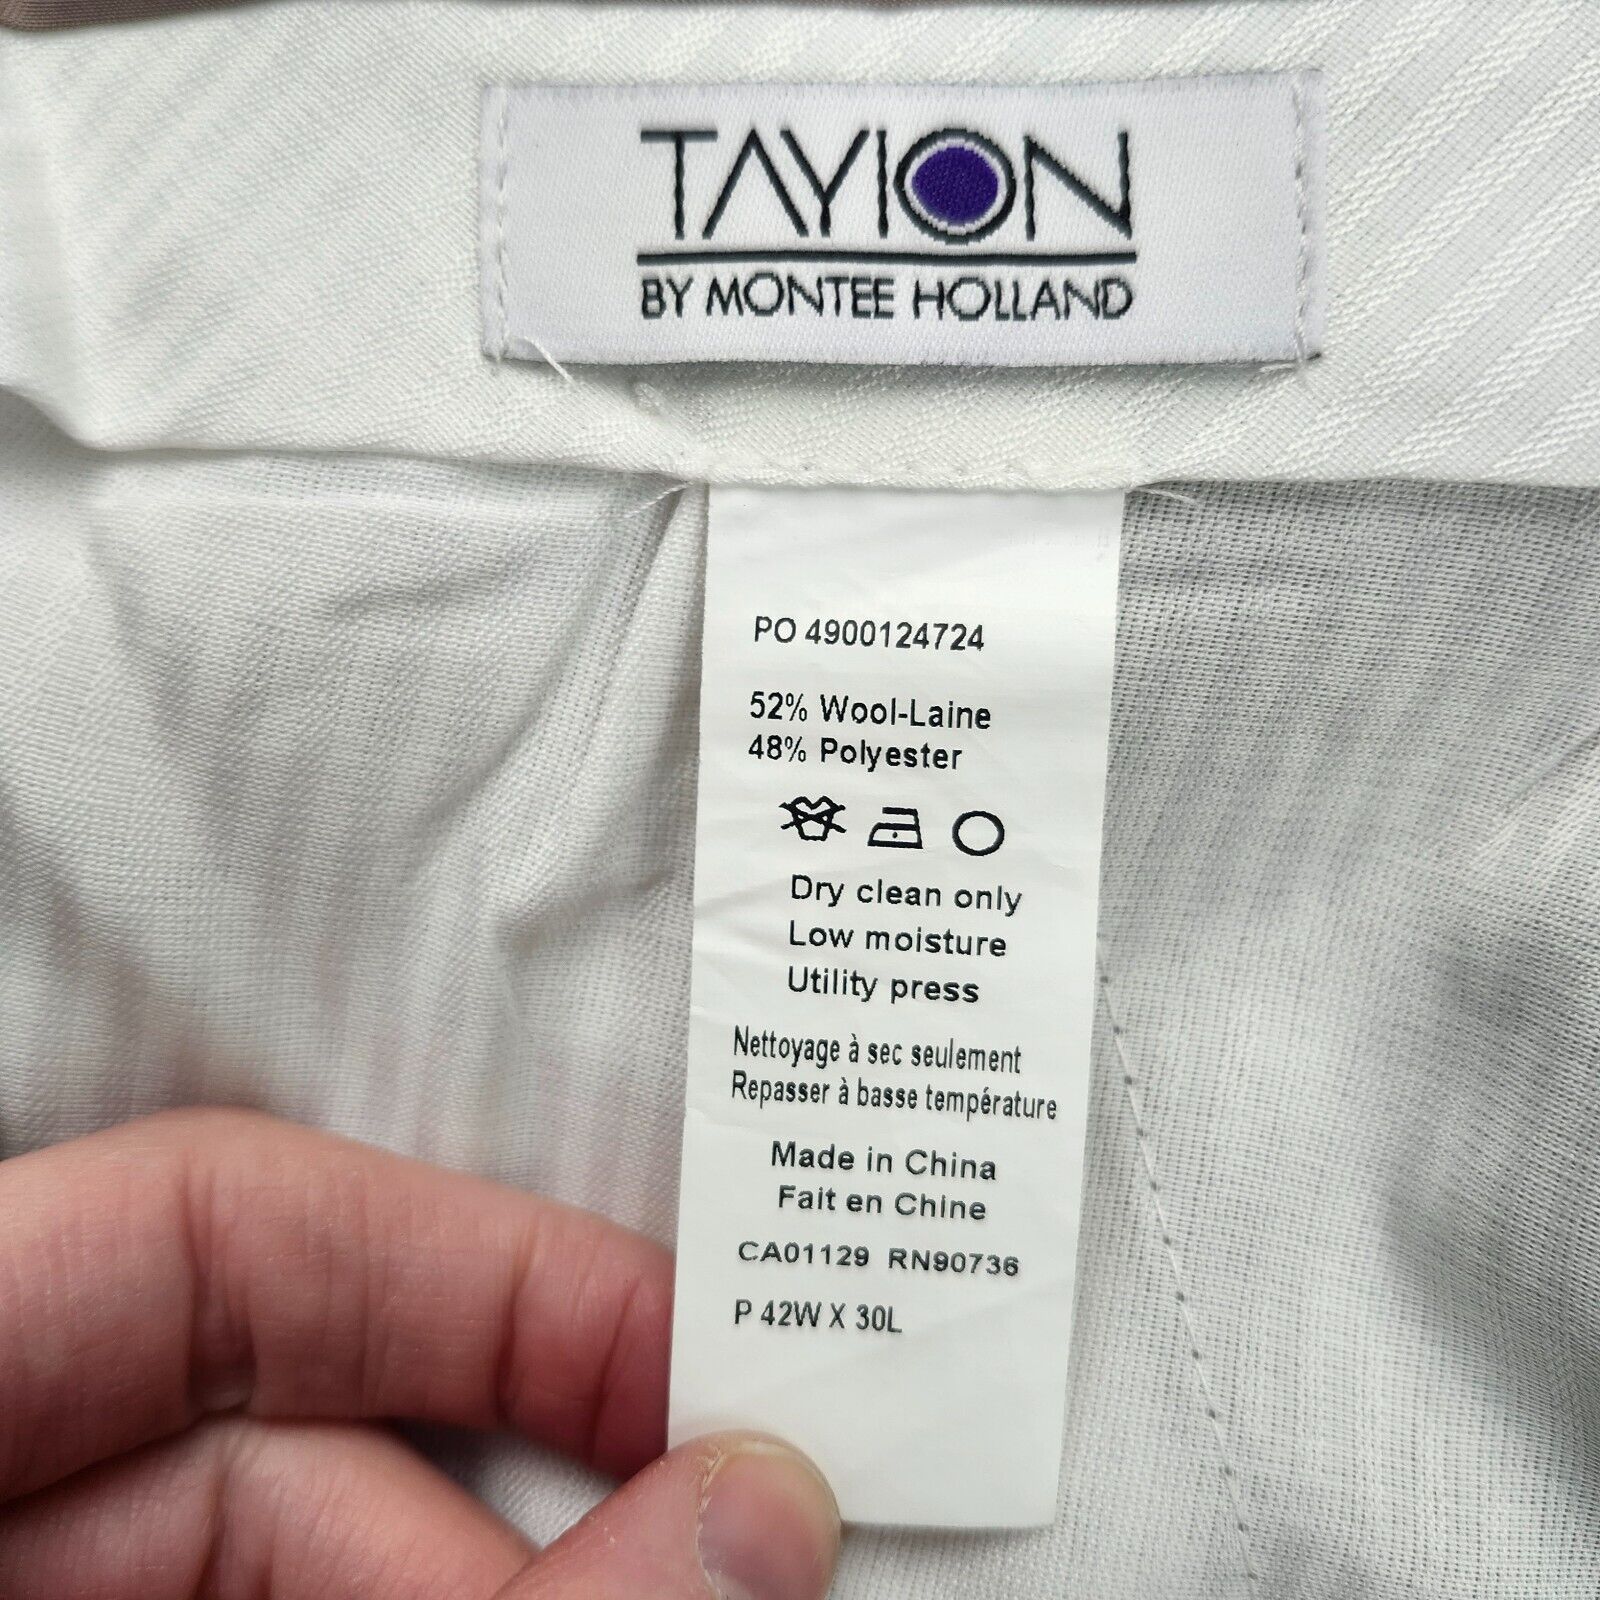 TAYION
BY MONTEE HOLLAND
PO 4900124724
52% Wool-Laine
48% Polyester
Dry clean only
Low moisture
Utility press
Nettoyage à sec seulement
Repasser à basse température
Made in China
Fait en Chine
CA01129 RN90736
P 42W X 30L